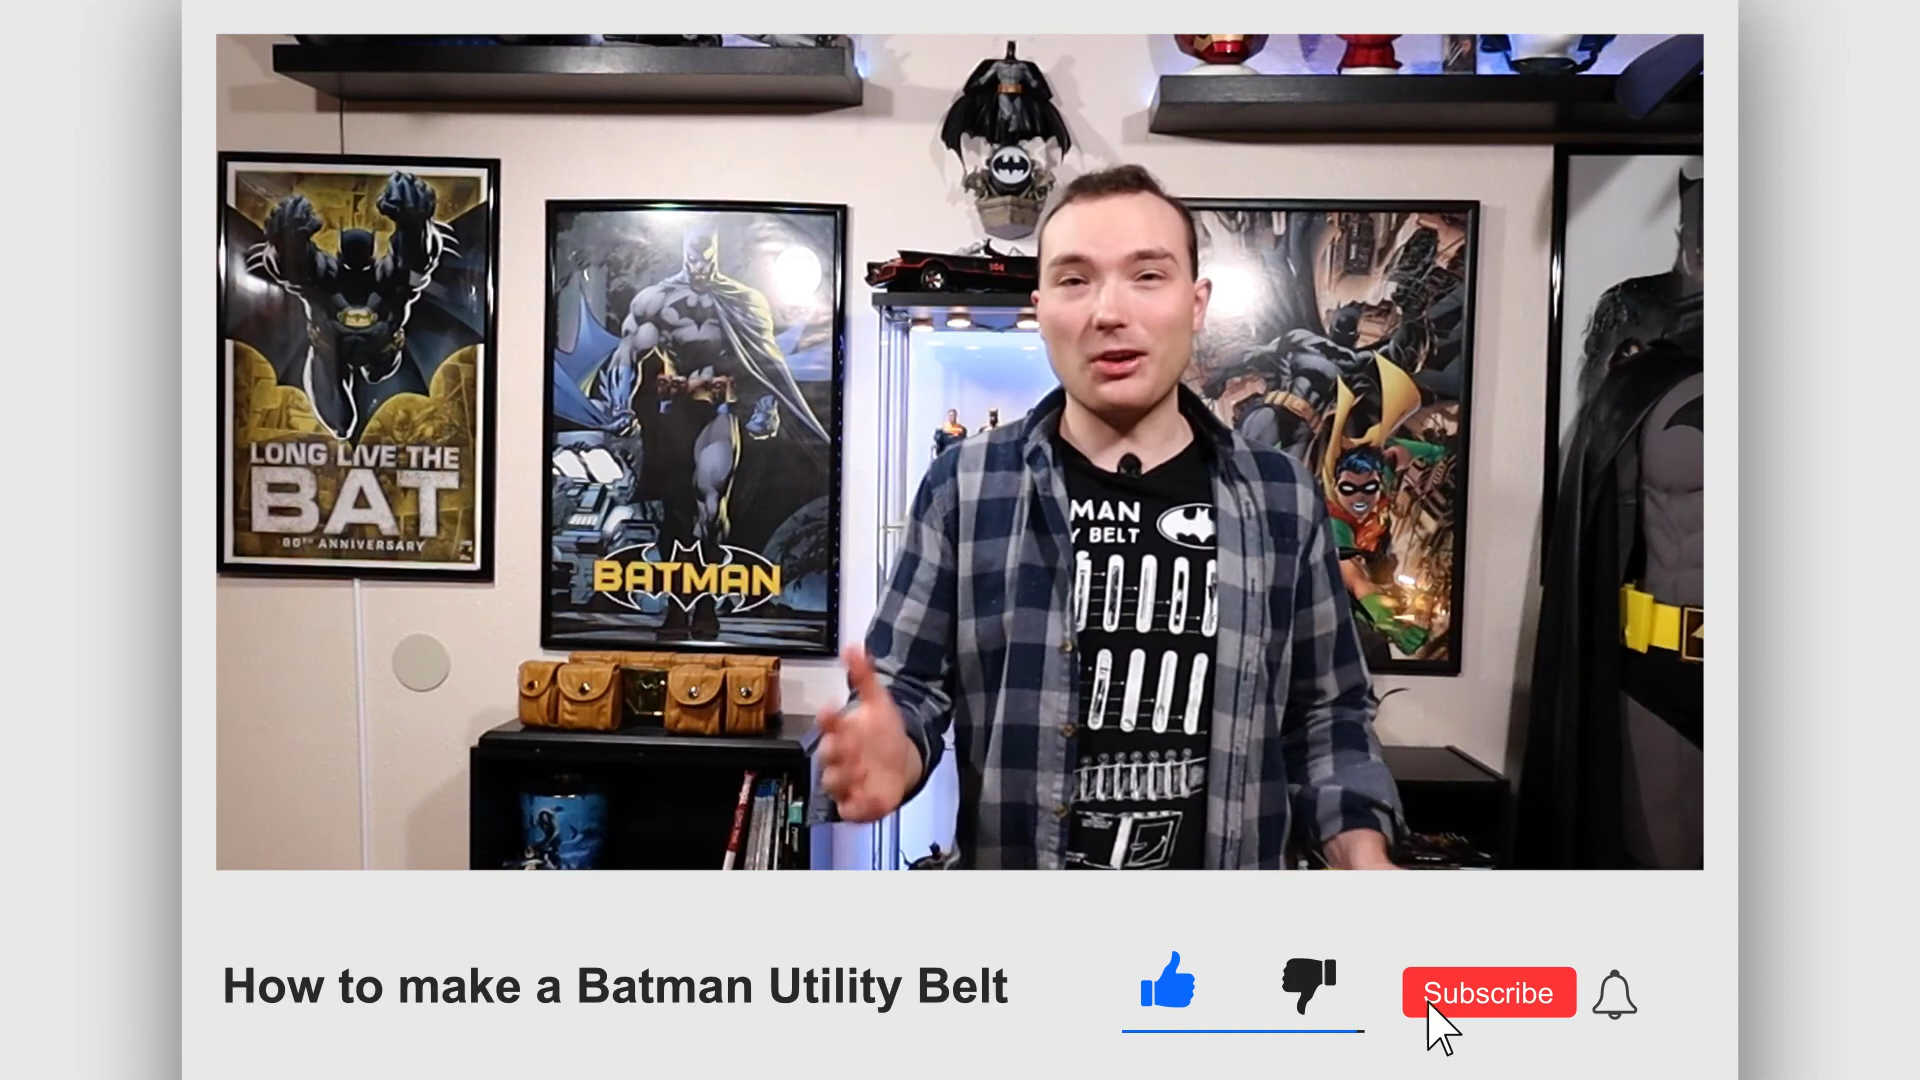 LONG LIVE THE
BAT
80TH ANNIVERSARY
BATMAN
MAN
Y BELT
How to make a Batman Utility Belt
Subscribe